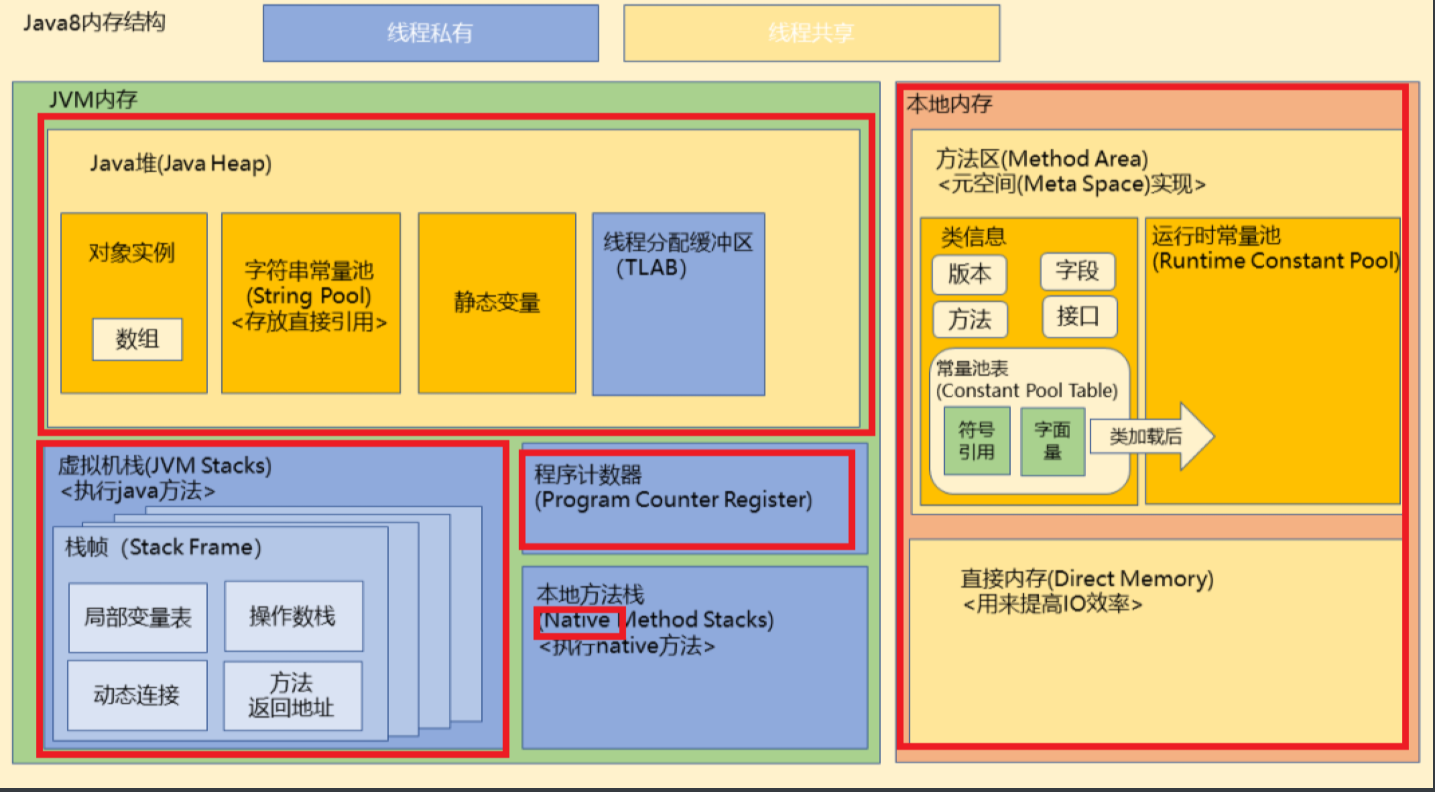 Java8内存结构
线程私有
线程共享
JVM内存
Java堆(Java Heap)
对象实例
数组
字符串常量池
(String Pool)
<存放直接引用>
静态变量
线程分配缓冲区
(TLAB)
虚拟机栈(JVM Stacks)
<执行java方法>
栈帧 (Stack Frame)
局部变量表
操作数栈
动态连接
方法
返回地址
程序计数器
(Program Counter Register)
本地方法栈
(Native Method Stacks)
<执行native方法>
本地内存
方法区(Method Area)
<元空间(Meta Space)实现>
类信息
版本
字段
方法
接口
常量池表
(Constant Pool Table)
符号
引用
字面
量
类加载后
运行时常量池
(Runtime Constant Pool)
直接内存(Direct Memory)
<用来提高IO效率>